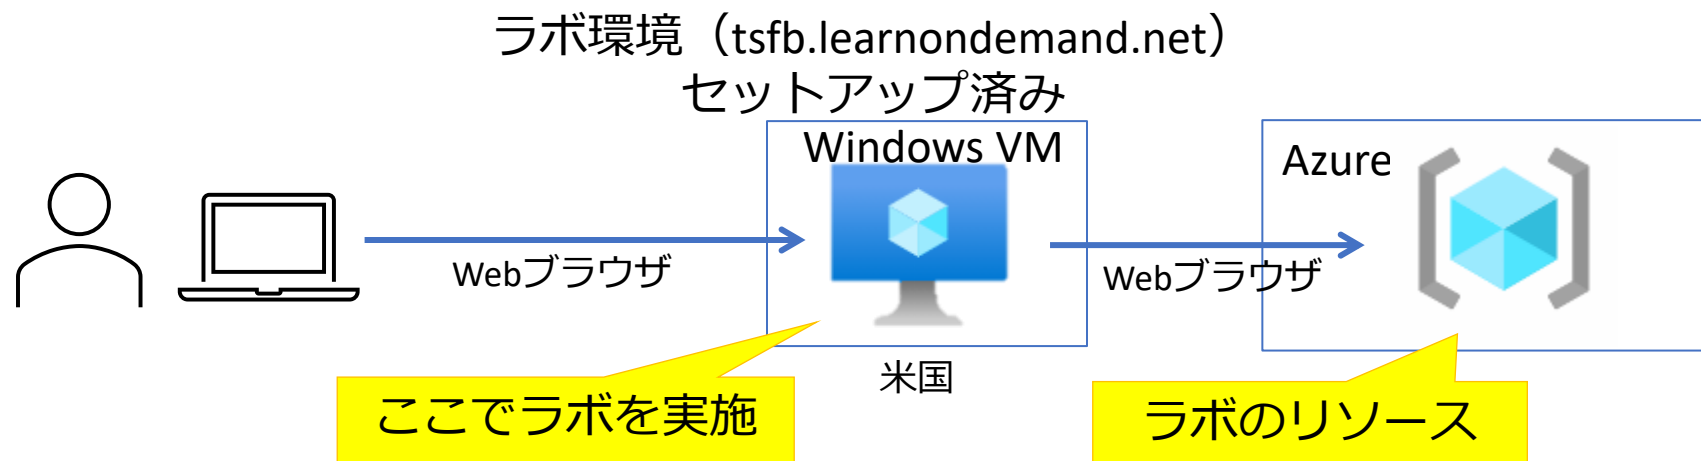 ラボ環境（tsfb.learnondemand.net）
セットアップ済み
Windows VM
Azure
Webブラウザ
Webブラウザ
米国
ここでラボを実施
ラボのリソース